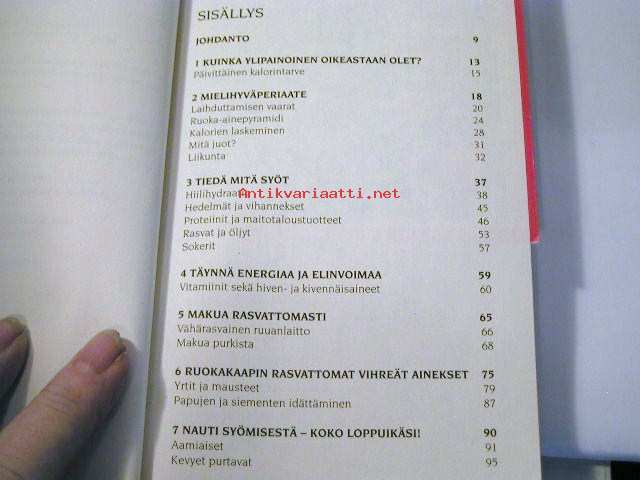 SISÄLLYS
JOHDANTO 9
1 KUINKA YLIPAINOINEN OIKEASTAAN OLET? 13
Päivittäinen kalorintarve 15
2 MIELIHYVÄPERIAATE 18
Laihduttamisen vaarat 20
Ruoka-ainepyramidi 24
Kalorien laskeminen 28
Mitä juot? 31
Liikunta 32
3 TIEDÄ MITÄ SYÖT 37
Hiilihydraatit 38
Antikvariaatti.net
Hedelmät ja vihannekset 45
Proteiinit ja maitotaloustuotteet 46
Rasvat ja öljyt 53
Sokerit 57
4 TÄYNNÄ ENERGIAA JA ELINVOIMAA 59
Vitamiinit sekä hiven- ja kivennäisaineet 60
5 MAKUA RASVATTOMASTI 65
Vähärasvainen ruuanlaitto 66
Makua purkista 68
6 RUOKAKAAPIN RASVATTOMAT VIHREÄT AINEKSET 75
Yrtit ja mausteet 79
Papujen ja siementen idättäminen 87
7 NAUTI SYÖMISESTÄ – KOKO LOPPUIKÄSI! 90
Aamiaiset 91
Kevyet purtavat 95